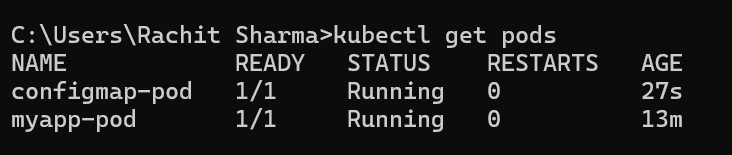 C:\Users\Rachit Sharma>kubectl get pods
NAME READY STATUS RESTARTS AGE
configmap-pod 1/1 Running 0 27s
myapp-pod 1/1 Running 0 13m